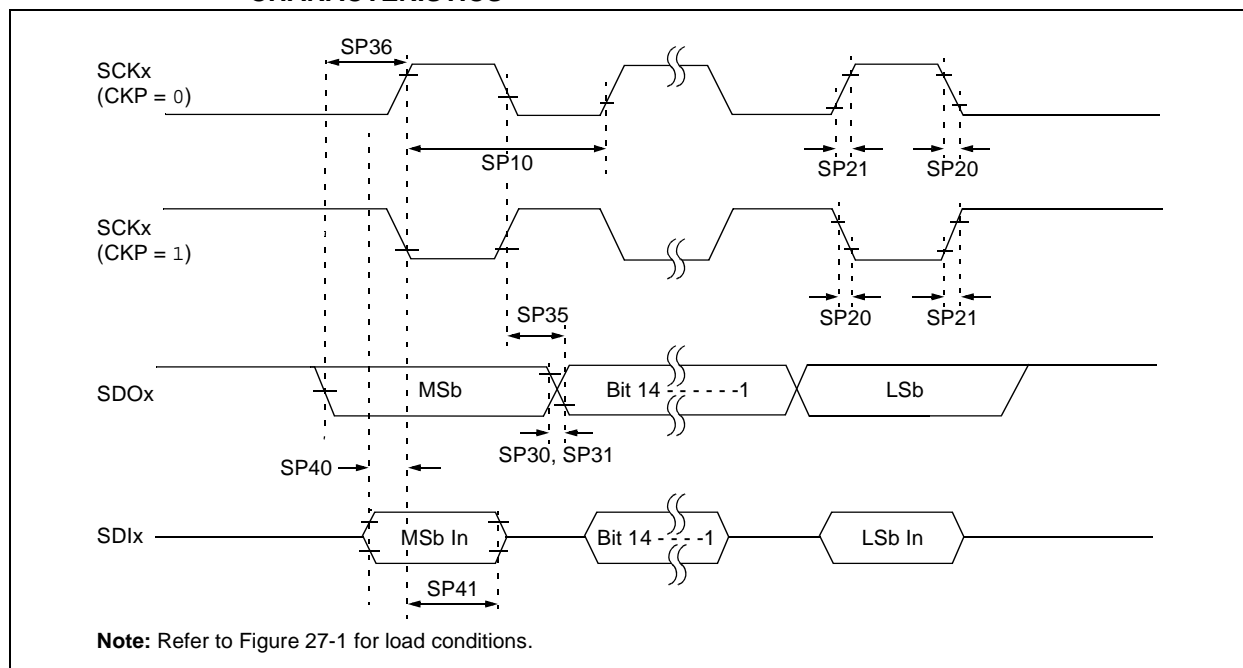 SP36
SCKx
(CKP = 0)
SP10
SP21
SP20
SCKx
(CKP = 1)
SP35
SP20
SP21
SDOx
MSb
Bit 14 - - - - - -1
LSb
SP30, SP31
SP40
SDIx
MSb In
Bit 14 - - - - -1
LSb In
SP41
Note: Refer to Figure 27-1 for load conditions.